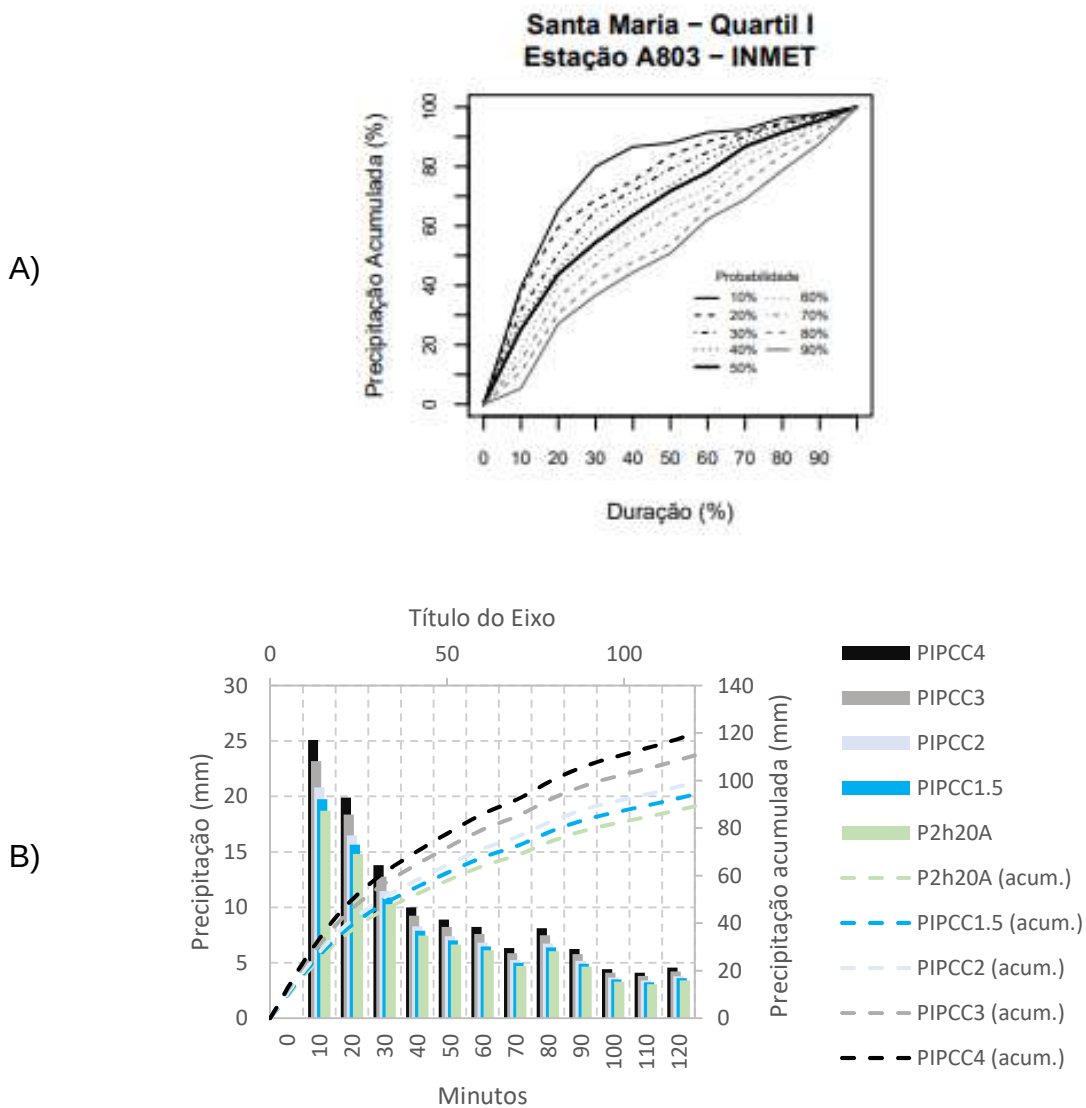 Santa Maria – Quartil I
Estação A803 – INMET
A)
Precipitação Acumulada (%)
100
80
60
40
20
0
Probabilidade
10% 60%
20% 70%
30% 80%
40% 90%
50%
0 10 20 30 40 50 60 70 80 90
Duração (%)
B)
Título do Eixo
0 50 100
Precipitação (mm)
30
25
20
15
10
5
0
140
120
100
80
60
40
20
0
Precipitação acumulada (mm)
0 10 20 30 40 50 60 70 80 90 100 110 120
Minutos
PIPCC4
PIPCC3
PIPCC2
PIPCC1.5
P2h20A
P2h20A (acum.)
PIPCC1.5 (acum.)
PIPCC2 (acum.)
PIPCC3 (acum.)
PIPCC4 (acum.)